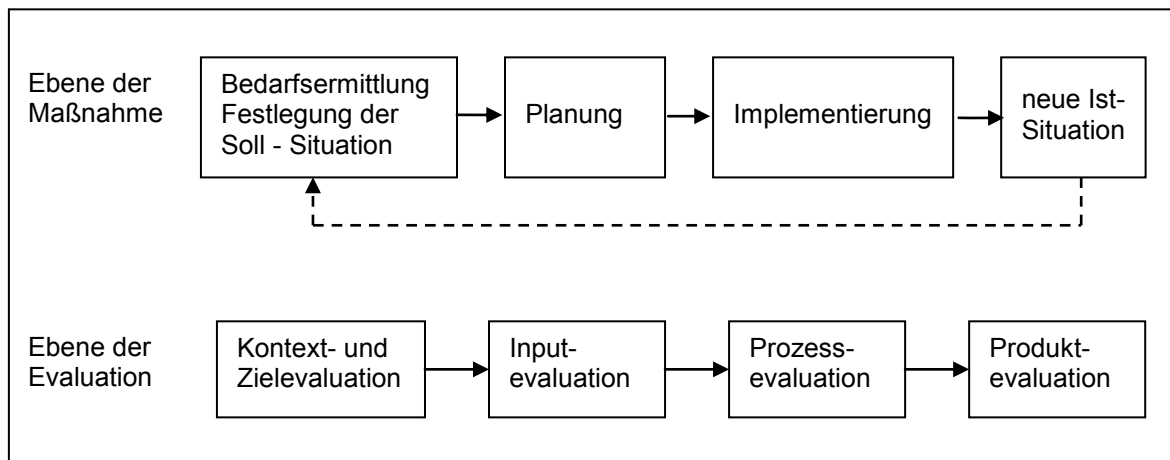 Ebene der
Maßnahme
Bedarfsermittlung
Festlegung der
Soll - Situation
Planung
Implementierung
neue Ist-
Situation
Ebene der
Evaluation
Kontext- und
Zielevaluation
Input-
evaluation
Prozess-
evaluation
Produkt-
evaluation